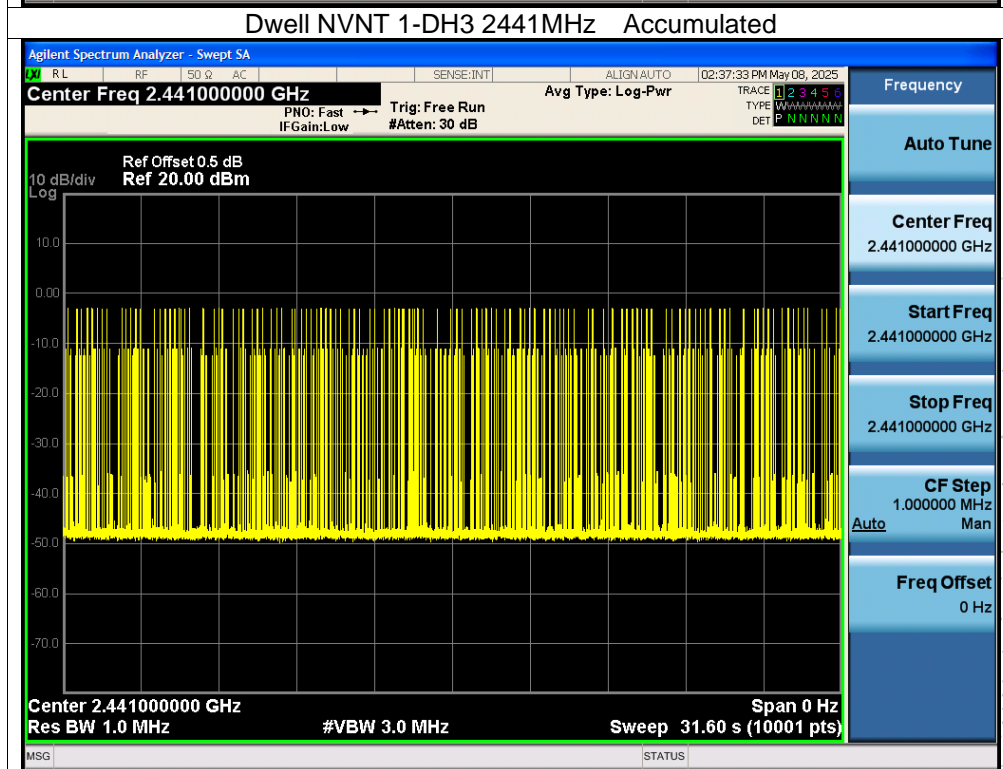 Dwell NVNT 1-DH3 2441MHz Accumulated
Agilent Spectrum Analyzer - Swept SA
LXI RL RF 50 Ω AC SENSE:INT ALIGN AUTO 02:37:33 PM May 08, 2025
Center Freq 2.441000000 GHz
PNO: Fast
IFGain:Low
Trig: Free Run
#Atten: 30 dB
Avg Type: Log-Pwr
TRACE 1 2 3 4 5 6
TYPE WWWWWWW
DET P N N N N N
Ref Offset 0.5 dB
10 dB/div Ref 20.00 dBm
Log
10.0
0.00
-10.0
-20.0
-30.0
-40.0
-50.0
-60.0
-70.0
Center 2.441000000 GHz Span 0 Hz
Res BW 1.0 MHz #VBW 3.0 MHz Sweep 31.60 s (10001 pts)
MSG STATUS
Frequency
Auto Tune
Center Freq
2.441000000 GHz
Start Freq
2.441000000 GHz
Stop Freq
2.441000000 GHz
CF Step
1.000000 MHz
Auto Man
Freq Offset
0 Hz